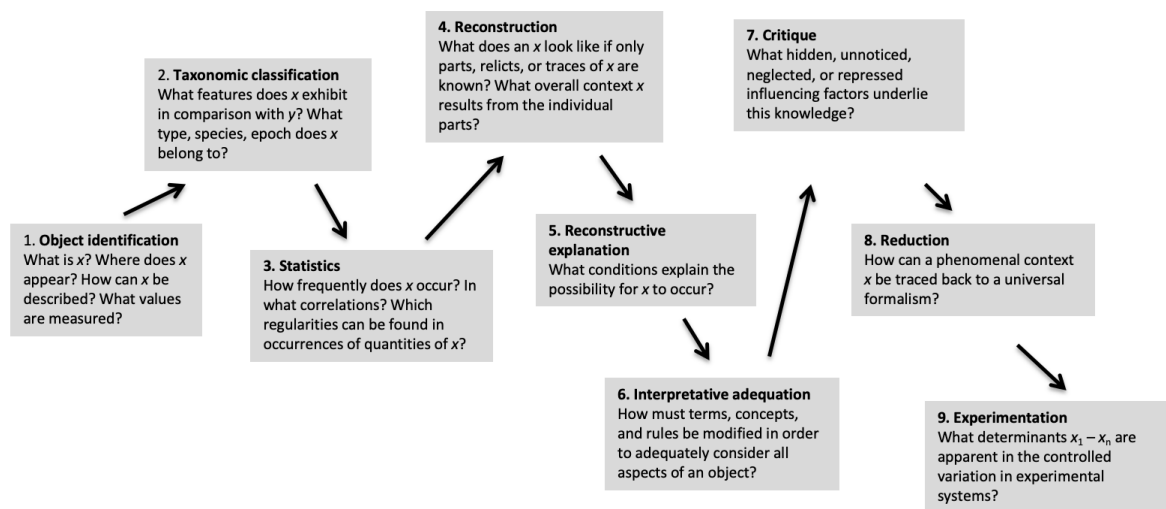 1. Object identification
What is x? Where does x
appear? How can x be
described? What values
are measured?
2. Taxonomic classification
What features does x exhibit
in comparison with y? What
type, species, epoch does x
belong to?
3. Statistics
How frequently does x occur? In
what correlations? Which
regularities can be found in
occurrences of quantities of x?
4. Reconstruction
What does an x look like if only
parts, relicts, or traces of x are
known? What overall context x
results from the individual
parts?
5. Reconstructive
explanation
What conditions explain the
possibility for x to occur?
6. Interpretative adequation
How must terms, concepts,
and rules be modified in order
to adequately consider all
aspects of an object?
7. Critique
What hidden, unnoticed,
neglected, or repressed
influencing factors underlie
this knowledge?
8. Reduction
How can a phenomenal context
x be traced back to a universal
formalism?
9. Experimentation
What determinants x₁ – xₙ are
apparent in the controlled
variation in experimental
systems?